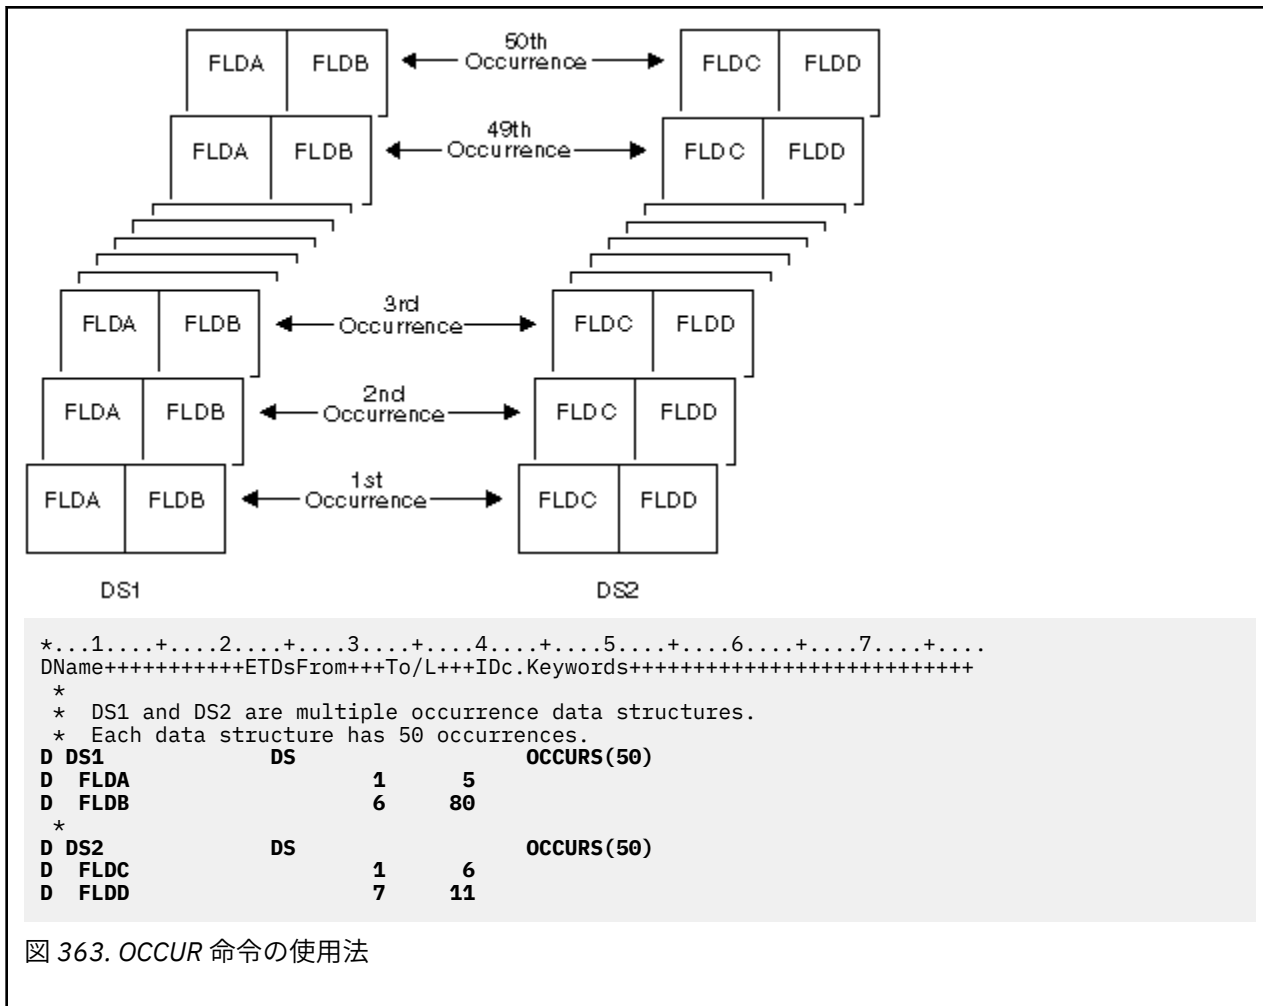 FLDA FLDB 50th Occurrence FLDC FLDD
FLDA FLDB 49th Occurrence FLDC FLDD
FLDA FLDB 3rd Occurrence FLDC FLDD
FLDA FLDB 2nd Occurrence FLDC FLDD
FLDA FLDB 1st Occurrence FLDC FLDD
DS1 DS2
*...1....+....2....+....3....+....4....+....5....+....6....+....7....+....
DName+++++++++++ETDsFrom+++To/L+++IDc.Keywords+++++++++++++++++++++++++++
 *
 *  DS1 and DS2 are multiple occurrence data structures.
 *  Each data structure has 50 occurrences.
D DS1             DS                  OCCURS(50)
D  FLDA                   1      5
D  FLDB                   6     80
 *
D DS2             DS                  OCCURS(50)
D  FLDC                   1      6
D  FLDD                   7     11
図 363. OCCUR 命令の使用法